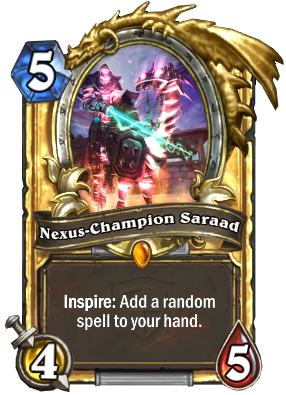 5
Nexus-Champion Saraad
Inspire: Add a random
spell to your hand.
4
5